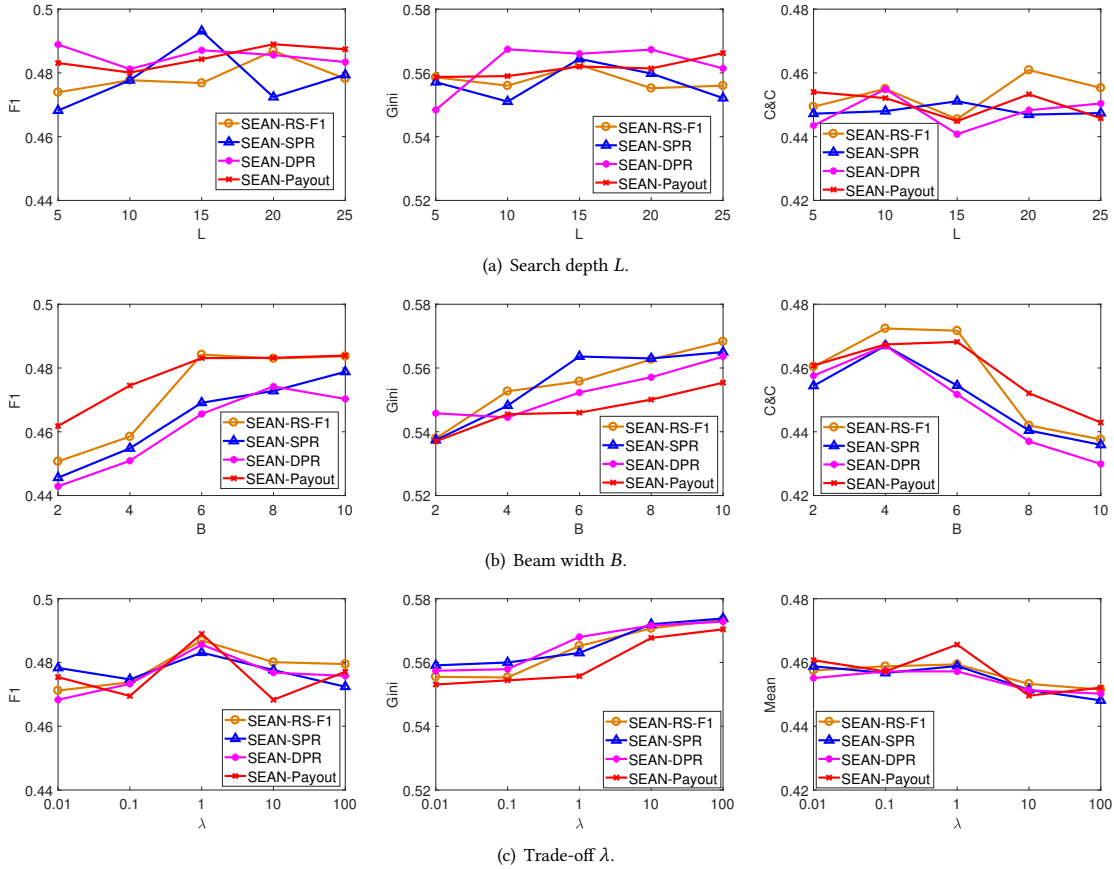 0.5
0.48
0.46
0.44
F1
5 10 15 20 25
L
SEAN-RS-F1
SEAN-SPR
SEAN-DPR
SEAN-Payout
0.58
0.56
0.54
0.52
Gini
5 10 15 20 25
L
SEAN-RS-F1
SEAN-SPR
SEAN-DPR
SEAN-Payout
0.48
0.46
0.44
0.42
C&C
5 10 15 20 25
L
SEAN-RS-F1
SEAN-SPR
SEAN-DPR
SEAN-Payout
(a) Search depth L.
0.5
0.48
0.46
0.44
F1
2 4 6 8 10
B
SEAN-RS-F1
SEAN-SPR
SEAN-DPR
SEAN-Payout
0.58
0.56
0.54
0.52
Gini
2 4 6 8 10
B
SEAN-RS-F1
SEAN-SPR
SEAN-DPR
SEAN-Payout
0.48
0.46
0.44
0.42
C&C
2 4 6 8 10
B
SEAN-RS-F1
SEAN-SPR
SEAN-DPR
SEAN-Payout
(b) Beam width B.
0.5
0.48
0.46
0.44
F1
0.01 0.1 1 10 100
λ
SEAN-RS-F1
SEAN-SPR
SEAN-DPR
SEAN-Payout
0.58
0.56
0.54
0.52
Gini
0.01 0.1 1 10 100
λ
SEAN-RS-F1
SEAN-SPR
SEAN-DPR
SEAN-Payout
0.48
0.46
0.44
0.42
Mean
0.01 0.1 1 10 100
λ
SEAN-RS-F1
SEAN-SPR
SEAN-DPR
SEAN-Payout
(c) Trade-off λ.